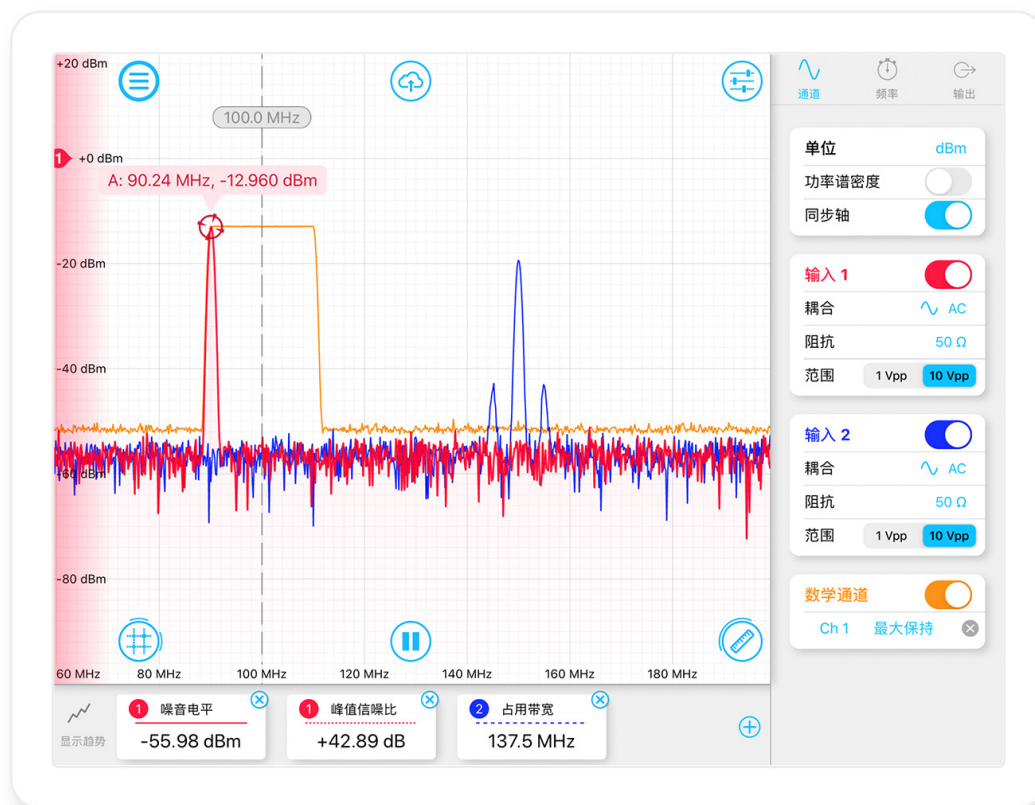 +20 dBm
100.0 MHz
1
+0 dBm
A: 90.24 MHz, -12.960 dBm
-20 dBm
-40 dBm
-60 dBm
-80 dBm
60 MHz
80 MHz
100 MHz
120 MHz
140 MHz
160 MHz
180 MHz
显示趋势
1 噪音电平
-55.98 dBm
1 峰值信噪比
+42.89 dB
2 占用带宽
137.5 MHz
通道
频率
输出
单位 dBm
功率谱密度
同步轴
输入 1
耦合 AC
阻抗 50 Ω
范围 1 Vpp 10 Vpp
输入 2
耦合 AC
阻抗 50 Ω
范围 1 Vpp 10 Vpp
数学通道
Ch 1 最大保持